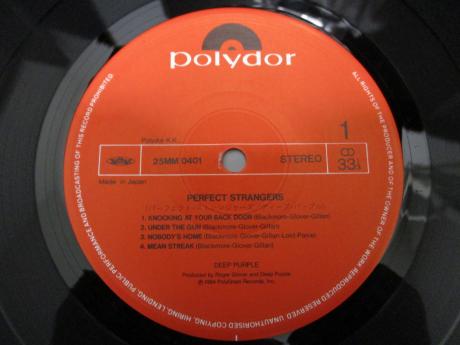 polydor
Polydor K.K.
25MM 0401
STEREO
1
33⅓
Made in Japan
PERFECT STRANGERS
1. KNOCKING AT YOUR BACK DOOR (Blackmore-Glover-Gillan)
2. UNDER THE GUN (Blackmore-Glover-Gillan)
3. NOBODY'S HOME (Blackmore-Glover-Gillan-Lord-Paice)
4. MEAN STREAK (Blackmore-Glover-Gillan)
DEEP PURPLE
Produced by Roger Glover and Deep Purple
℗ 1984 PolyGram Records, Inc.
ALL RIGHTS OF THE PRODUCER AND OF THE OWNER OF THE WORK REPRODUCED RESERVED UNAUTHORISED COPYING, HIRING, LENDING, PUBLIC PERFORMANCE AND BROADCASTING OF THIS RECORD PROHIBITED